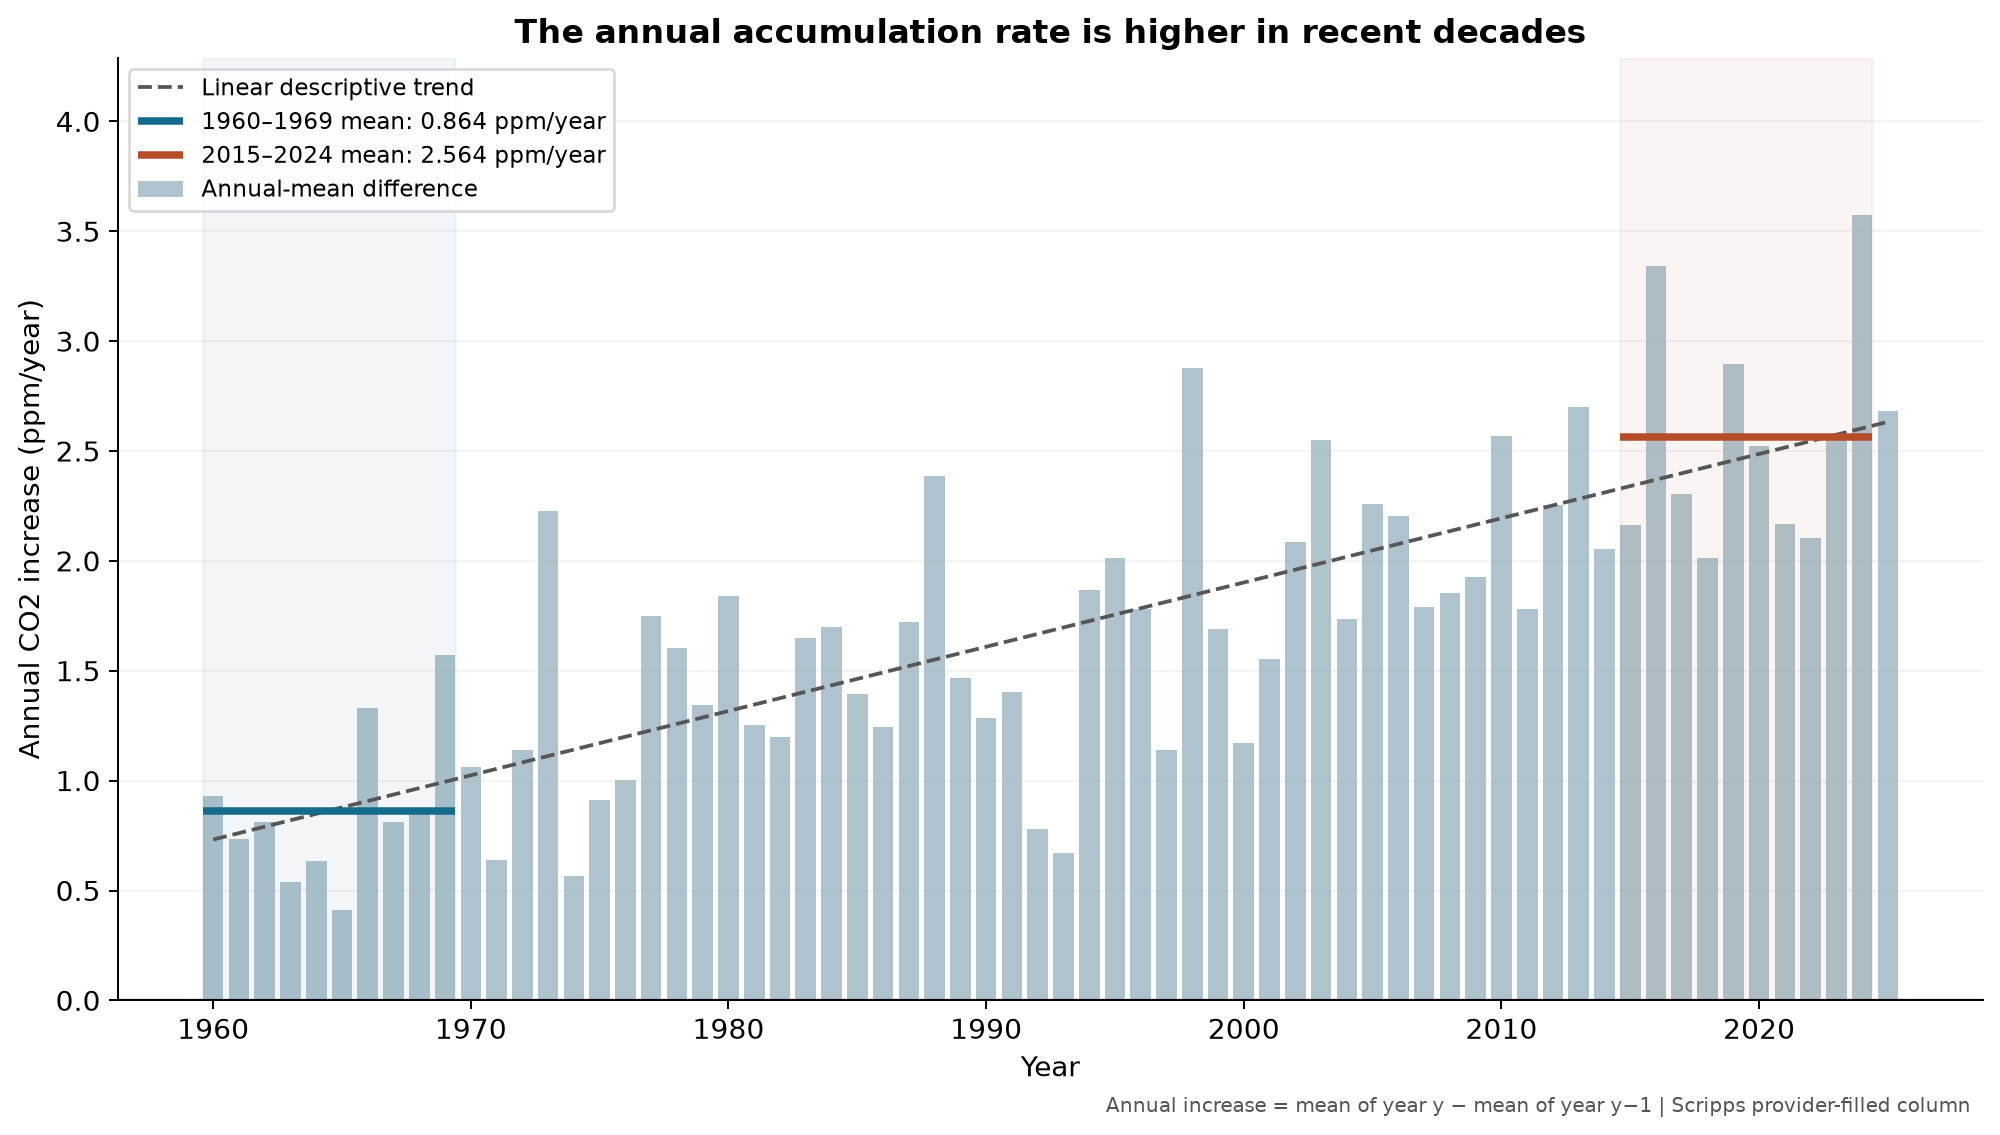 The annual accumulation rate is higher in recent decades
Linear descriptive trend
1960–1969 mean: 0.864 ppm/year
2015–2024 mean: 2.564 ppm/year
Annual-mean difference
Annual CO2 increase (ppm/year)
4.0
3.5
3.0
2.5
2.0
1.5
1.0
0.5
0.0
1960 1970 1980 1990 2000 2010 2020
Year
Annual increase = mean of year y − mean of year y−1 | Scripps provider-filled column